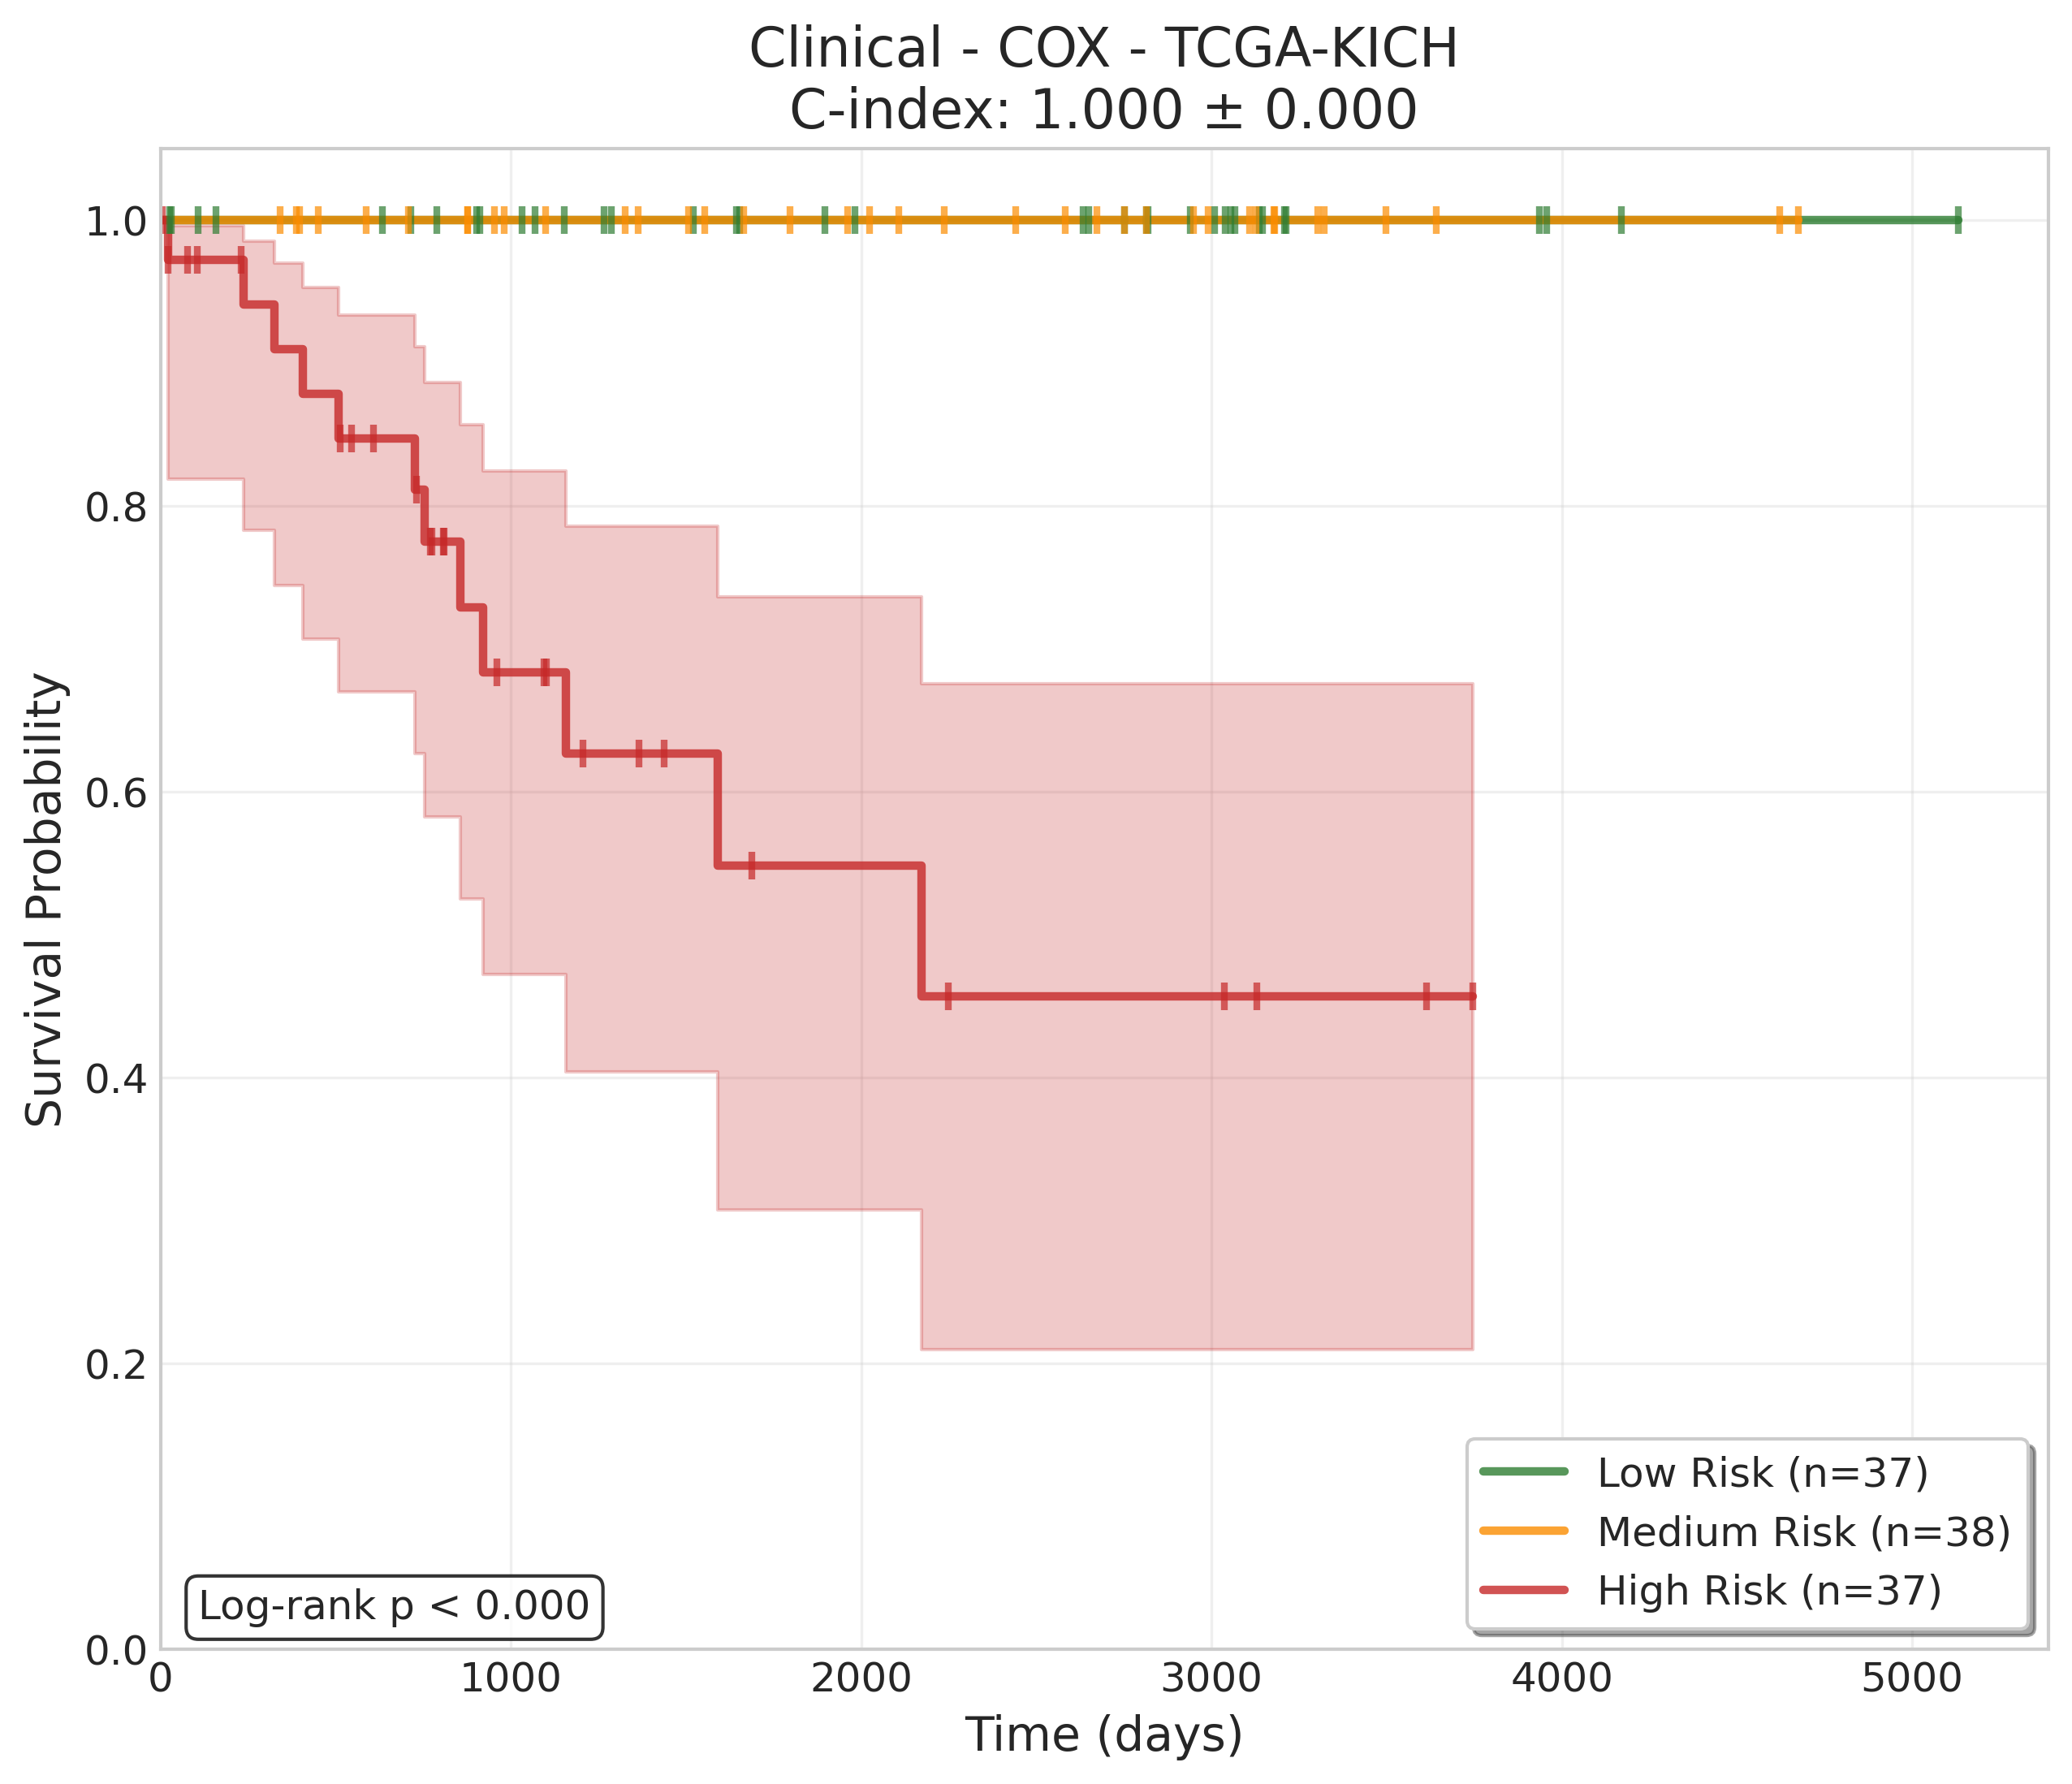 Clinical - COX - TCGA-KICH
C-index: 1.000 ± 0.000
Survival Probability
1.0
0.8
0.6
0.4
0.2
0.0
Low Risk (n=37)
Medium Risk (n=38)
High Risk (n=37)
Log-rank p < 0.000
0 1000 2000 3000 4000 5000
Time (days)